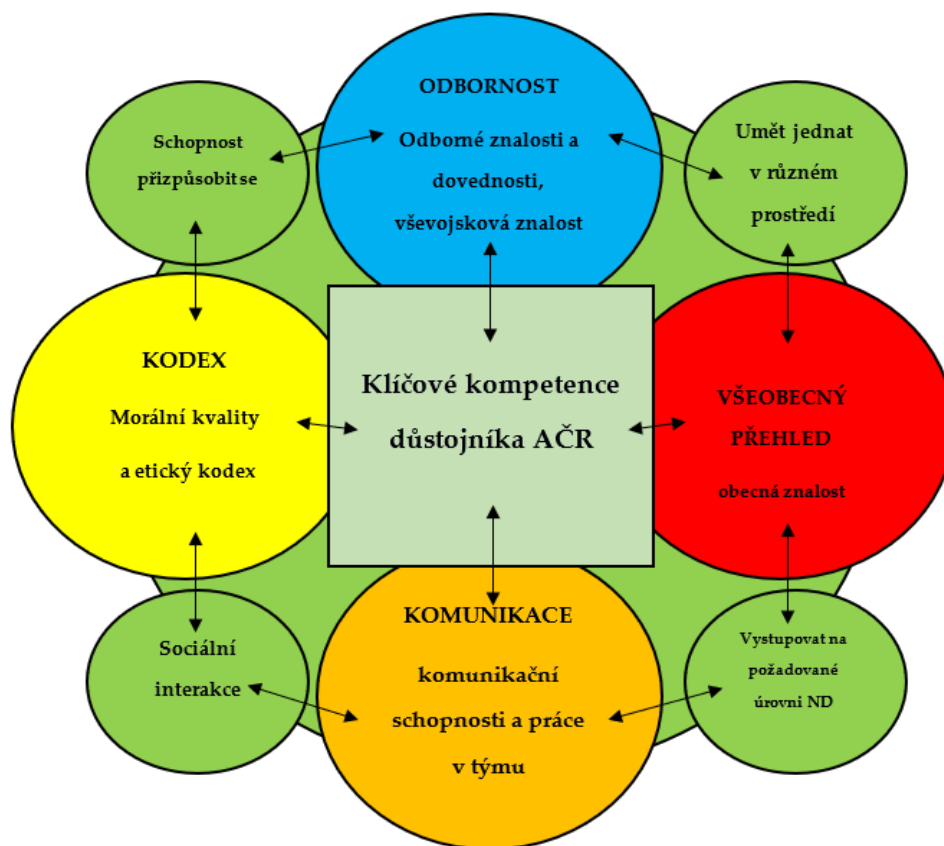 ODBORNOST
Odborné znalosti a
dovednosti,
vševojsková znalost
Schopnost
přizpůsobit se
Umět jednat
v různém
prostředí
KODEX
Morální kvality
a etický kodex
Klíčové kompetence
důstojníka AČR
VŠEOBECNÝ
PŘEHLED
obecná znalost
Sociální
interakce
KOMUNIKACE
komunikační
schopnosti a práce
v týmu
Vystupovat na
požadované
úrovni ND